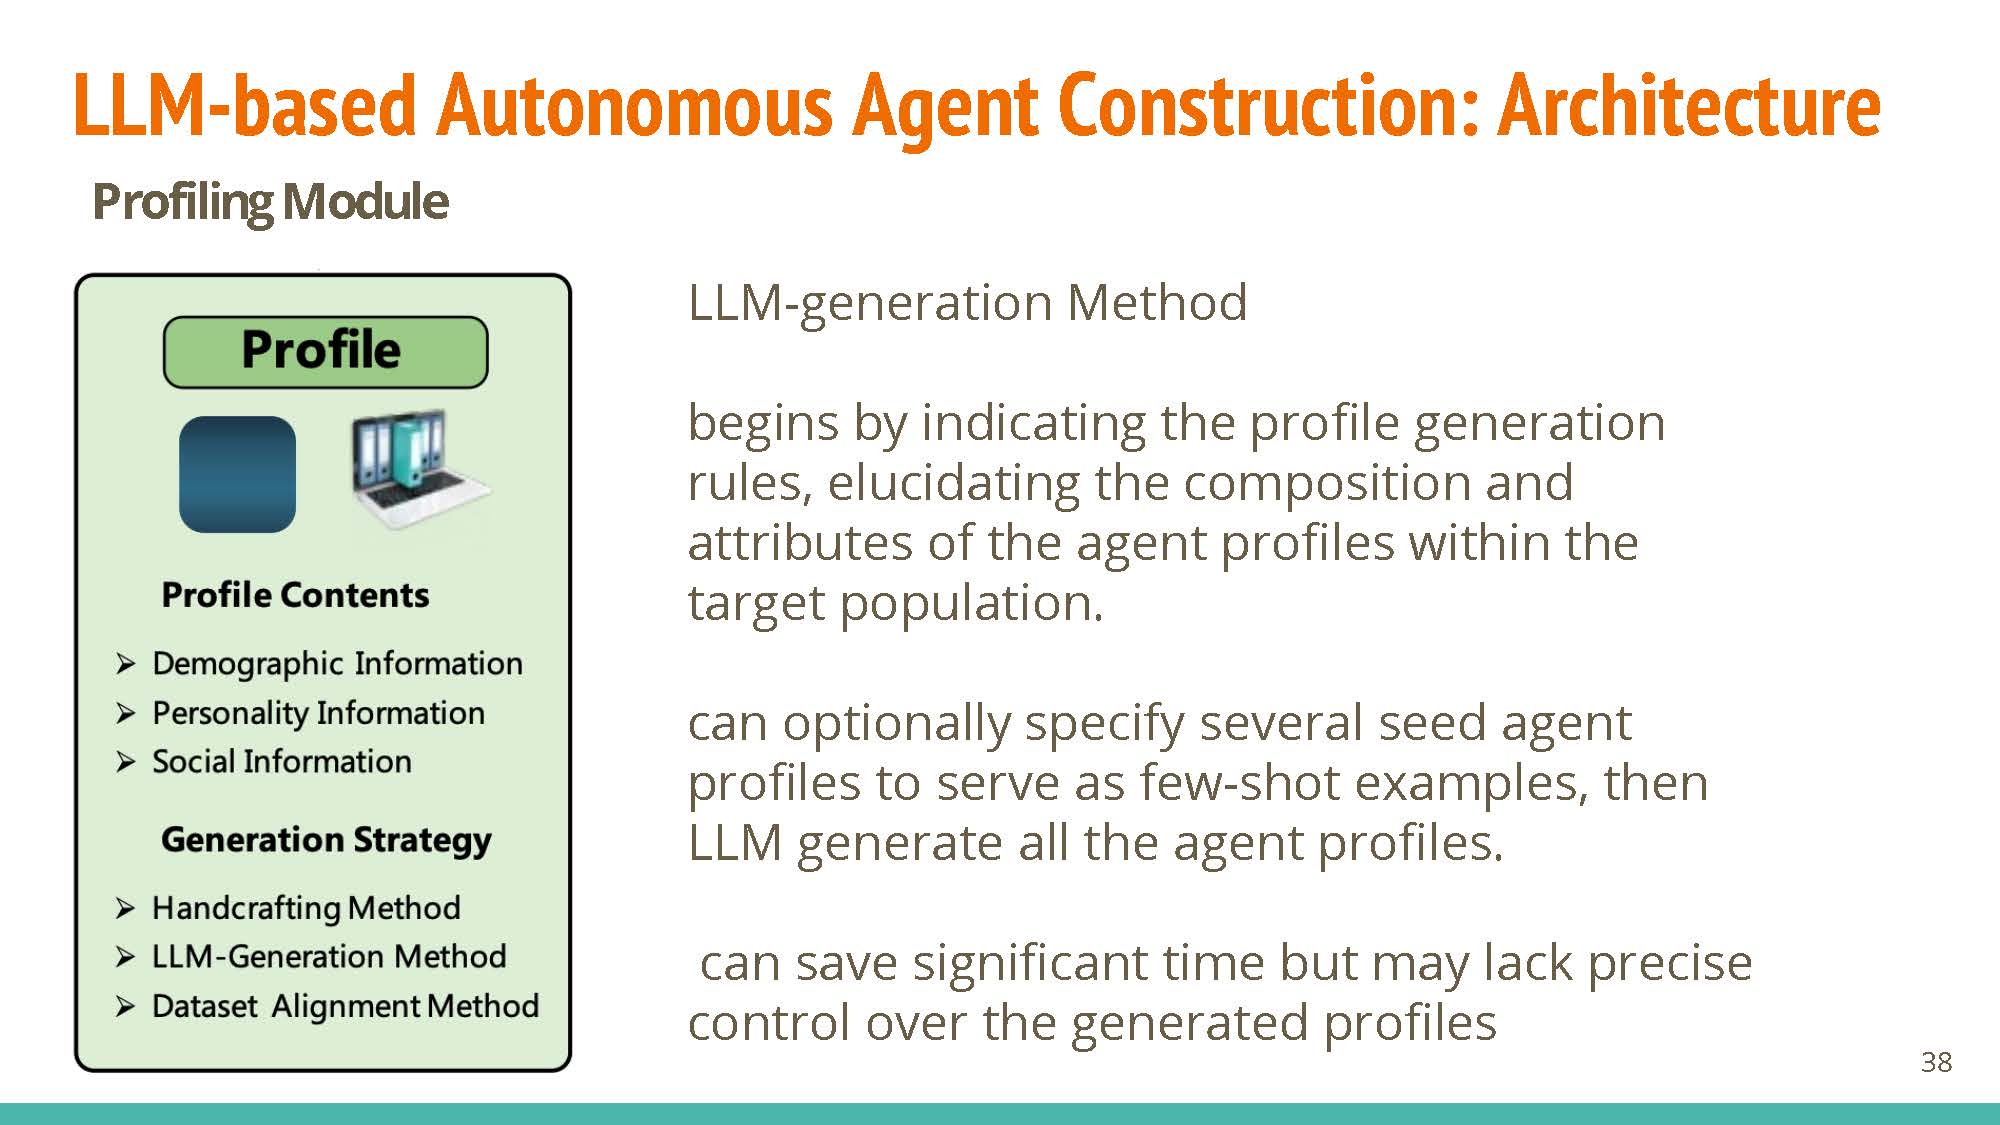 LLM-based Autonomous Agent Construction: Architecture
Profiling Module
Profile
Profile Contents
➢ Demographic Information
➢ Personality Information
➢ Social Information
Generation Strategy
➢ Handcrafting Method
➢ LLM-Generation Method
➢ Dataset Alignment Method
LLM-generation Method
begins by indicating the profile generation
rules, elucidating the composition and
attributes of the agent profiles within the
target population.
can optionally specify several seed agent
profiles to serve as few-shot examples, then
LLM generate all the agent profiles.
can save significant time but may lack precise
control over the generated profiles
38